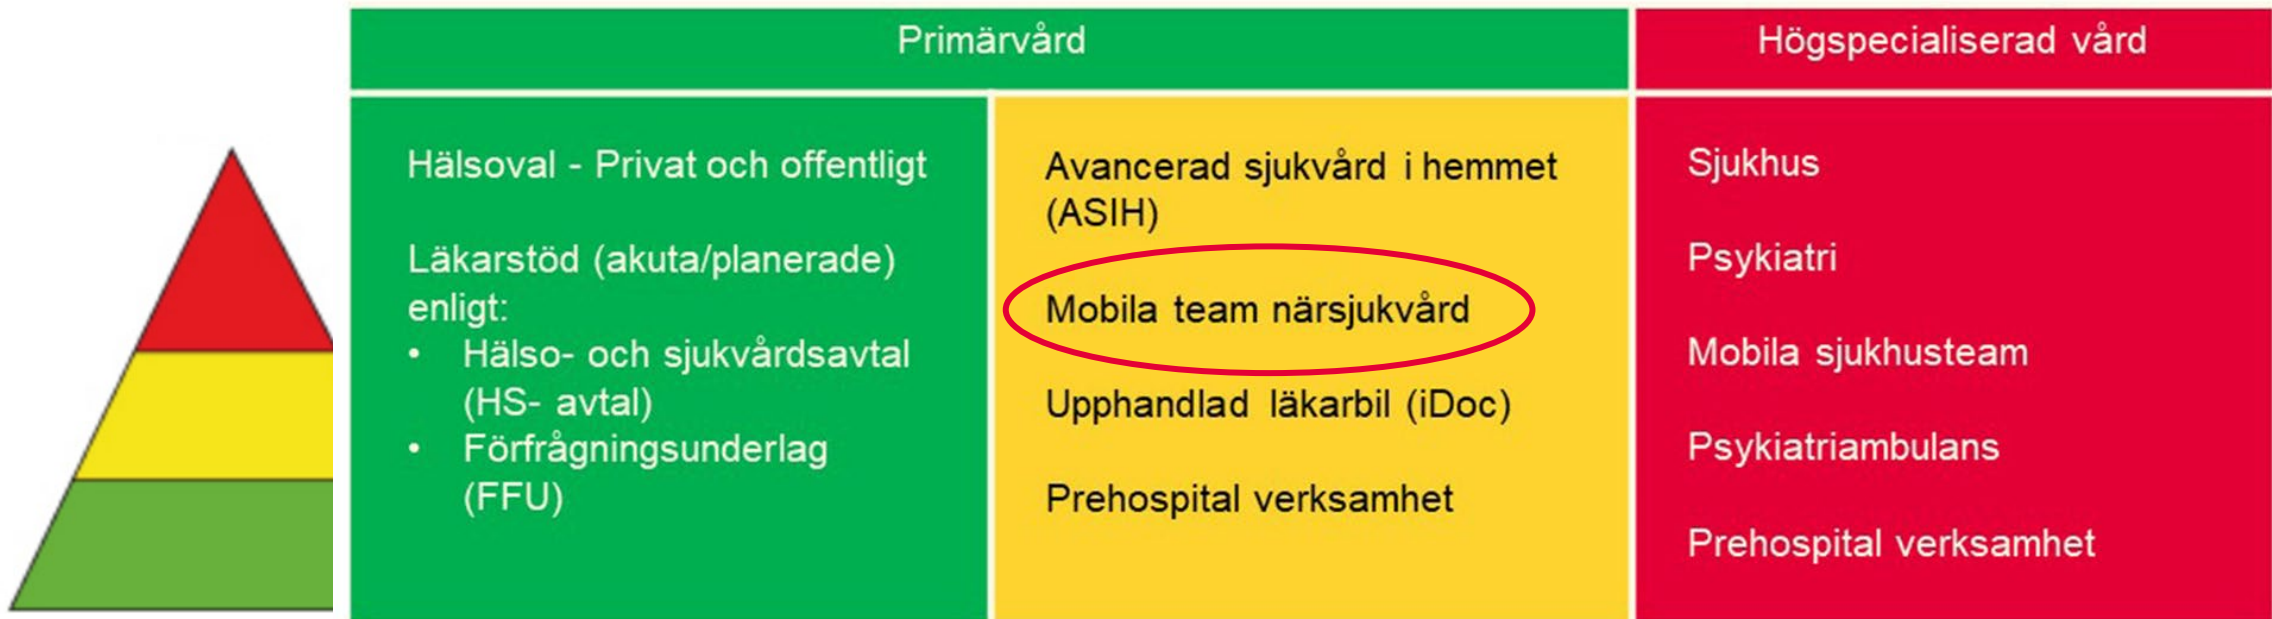 Primärvård
Högspecialiserad vård
Hälsoval - Privat och offentligt
Läkarstöd (akuta/planerade)
enligt:
• Hälso- och sjukvårdsavtal
(HS- avtal)
• Förfrågningsunderlag
(FFU)
Avancerad sjukvård i hemmet
(ASIH)
Mobila team närsjukvård
Upphandlad läkarbil (iDoc)
Prehospital verksamhet
Sjukhus
Psykiatri
Mobila sjukhusteam
Psykiatriambulans
Prehospital verksamhet